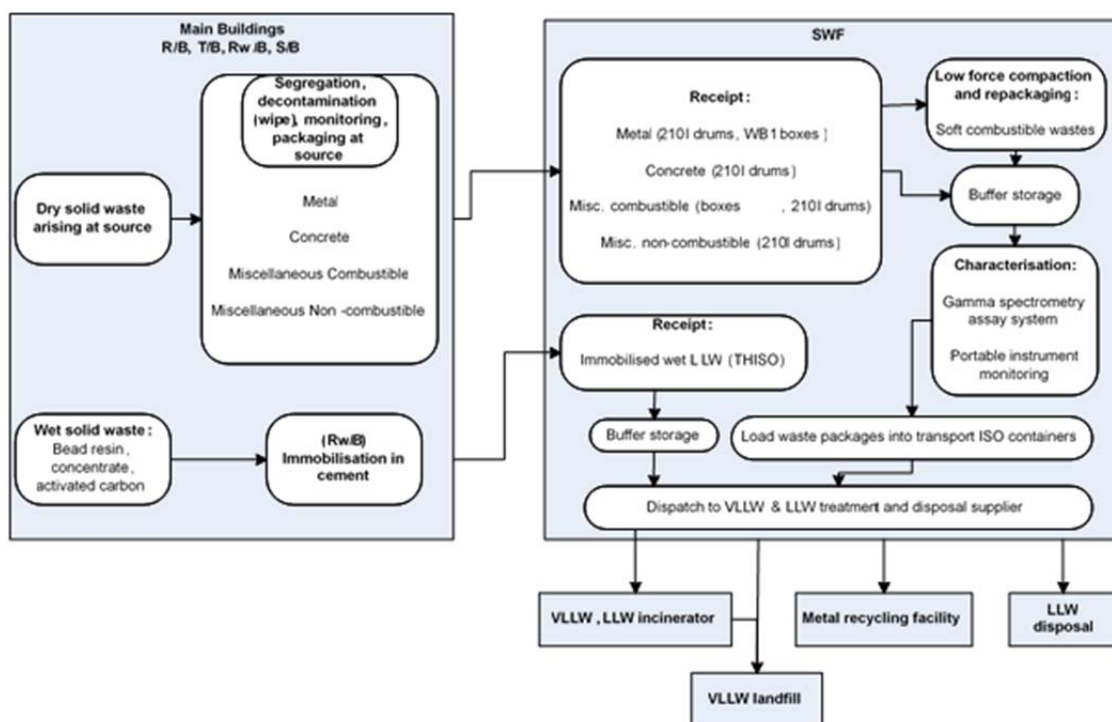 Main Buildings
R/B, T/B, Rw/B, S/B
Segregation,
decontamination
(wipe), monitoring,
packaging at
source
Dry solid waste
arising at source
Metal
Concrete
Miscellaneous Combustible
Miscellaneous Non-combustible
Wet solid waste:
Bead resin,
concentrate,
activated carbon
(Rw/B)
Immobilisation in
cement
SWF
Receipt:
Metal (210l drums, WB1 boxes)
Concrete (210l drums)
Misc. combustible (boxes , 210l drums)
Misc. non-combustible (210l drums)
Low force compaction
and repackaging:
Soft combustible wastes
Buffer storage
Characterisation:
Gamma spectrometry
assay system
Portable instrument
monitoring
Receipt:
Immobilised wet LLW (THISO)
Buffer storage
Load waste packages into transport ISO containers
Dispatch to VLLW & LLW treatment and disposal supplier
VLLW, LLW incinerator
Metal recycling facility
LLW
disposal
VLLW landfill